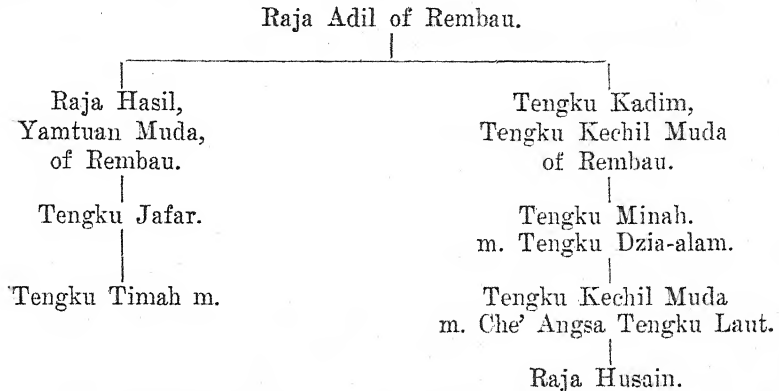 Raja Adil of Rembau.
Raja Hasil,
Yamtuan Muda,
of Rembau.
Tengku Jafar.
Tengku Timah m.
Tengku Kadim,
Tengku Kechil Muda
of Rembau.
Tengku Minah.
m. Tengku Dzia-alam.
Tengku Kechil Muda
m. Che' Angsa Tengku Laut.
Raja Husain.